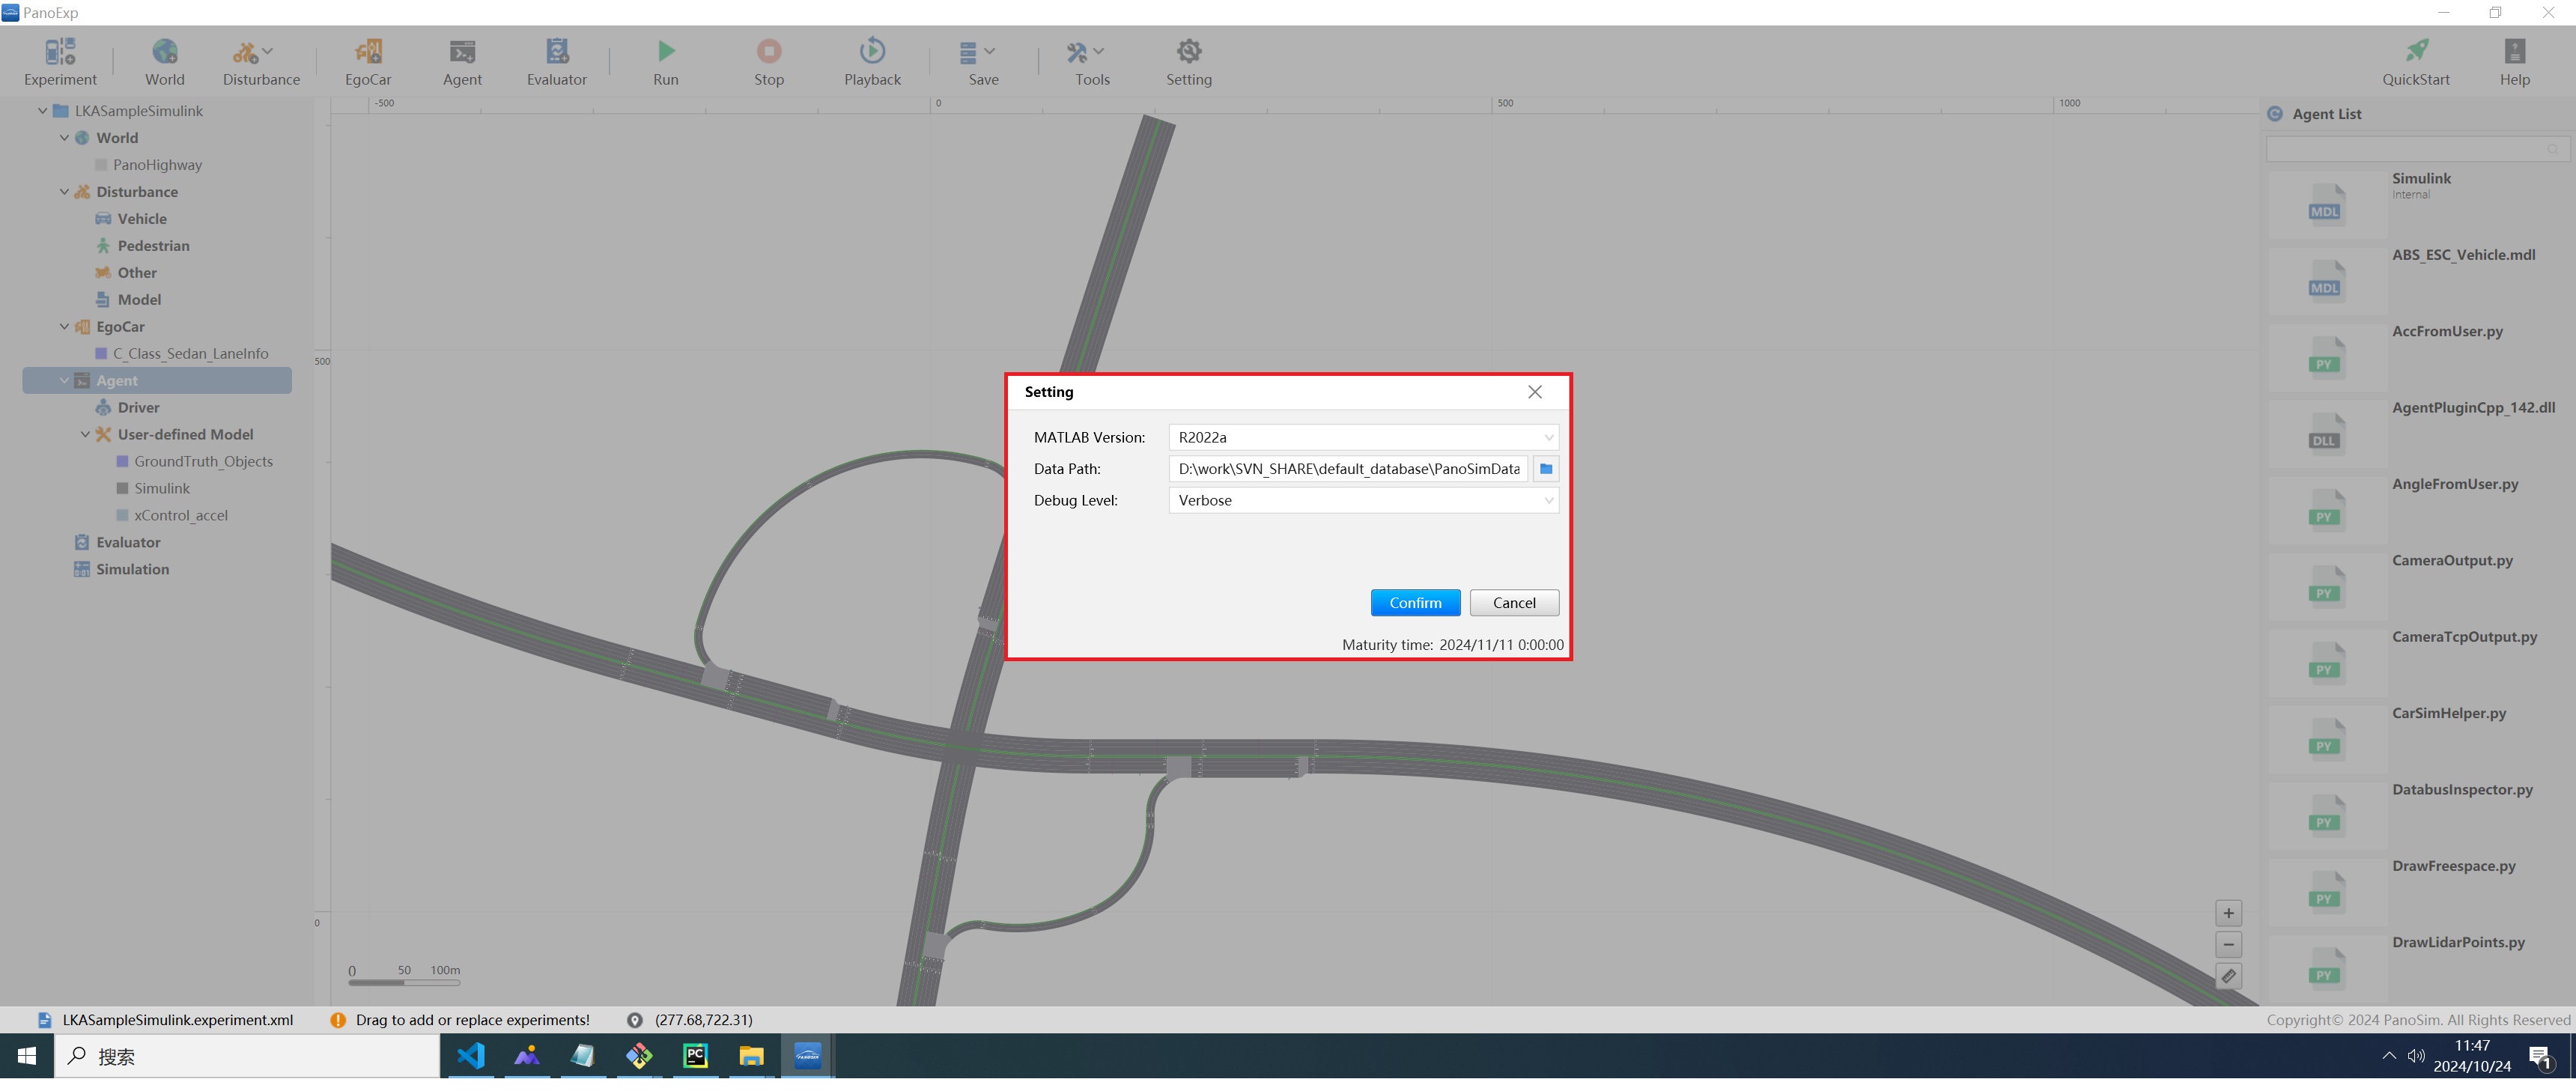 PanoExp
Experiment
World
Disturbance
EgoCar
Agent
Evaluator
Run
Stop
Playback
Save
Tools
Setting
QuickStart
Help
LKASampleSimulink
World
PanoHighway
Disturbance
Vehicle
Pedestrian
Other
Model
EgoCar
C_Class_Sedan_LaneInfo
Agent
Driver
User-defined Model
GroundTruth_Objects
Simulink
xControl_accel
Evaluator
Simulation
-500
0
500
1000
500
0
Setting
MATLAB Version: R2022a
Data Path: D:\work\SVN_SHARE\default_database\PanoSimData
Debug Level: Verbose
Confirm
Cancel
Maturity time: 2024/11/11 0:00:00
0 50 100m
Agent List
Simulink
Internal
MDL
ABS_ESC_Vehicle.mdl
MDL
AccFromUser.py
PY
AgentPluginCpp_142.dll
DLL
AngleFromUser.py
PY
CameraOutput.py
PY
CameraTcpOutput.py
PY
CarSimHelper.py
PY
DatabusInspector.py
PY
DrawFreespace.py
PY
DrawLidarPoints.py
PY
LKASampleSimulink.experiment.xml
Drag to add or replace experiments!
(277.68,722.31)
Copyright© 2024 PanoSim. All Rights Reserved
搜索
PC
11:47
2024/10/24
1